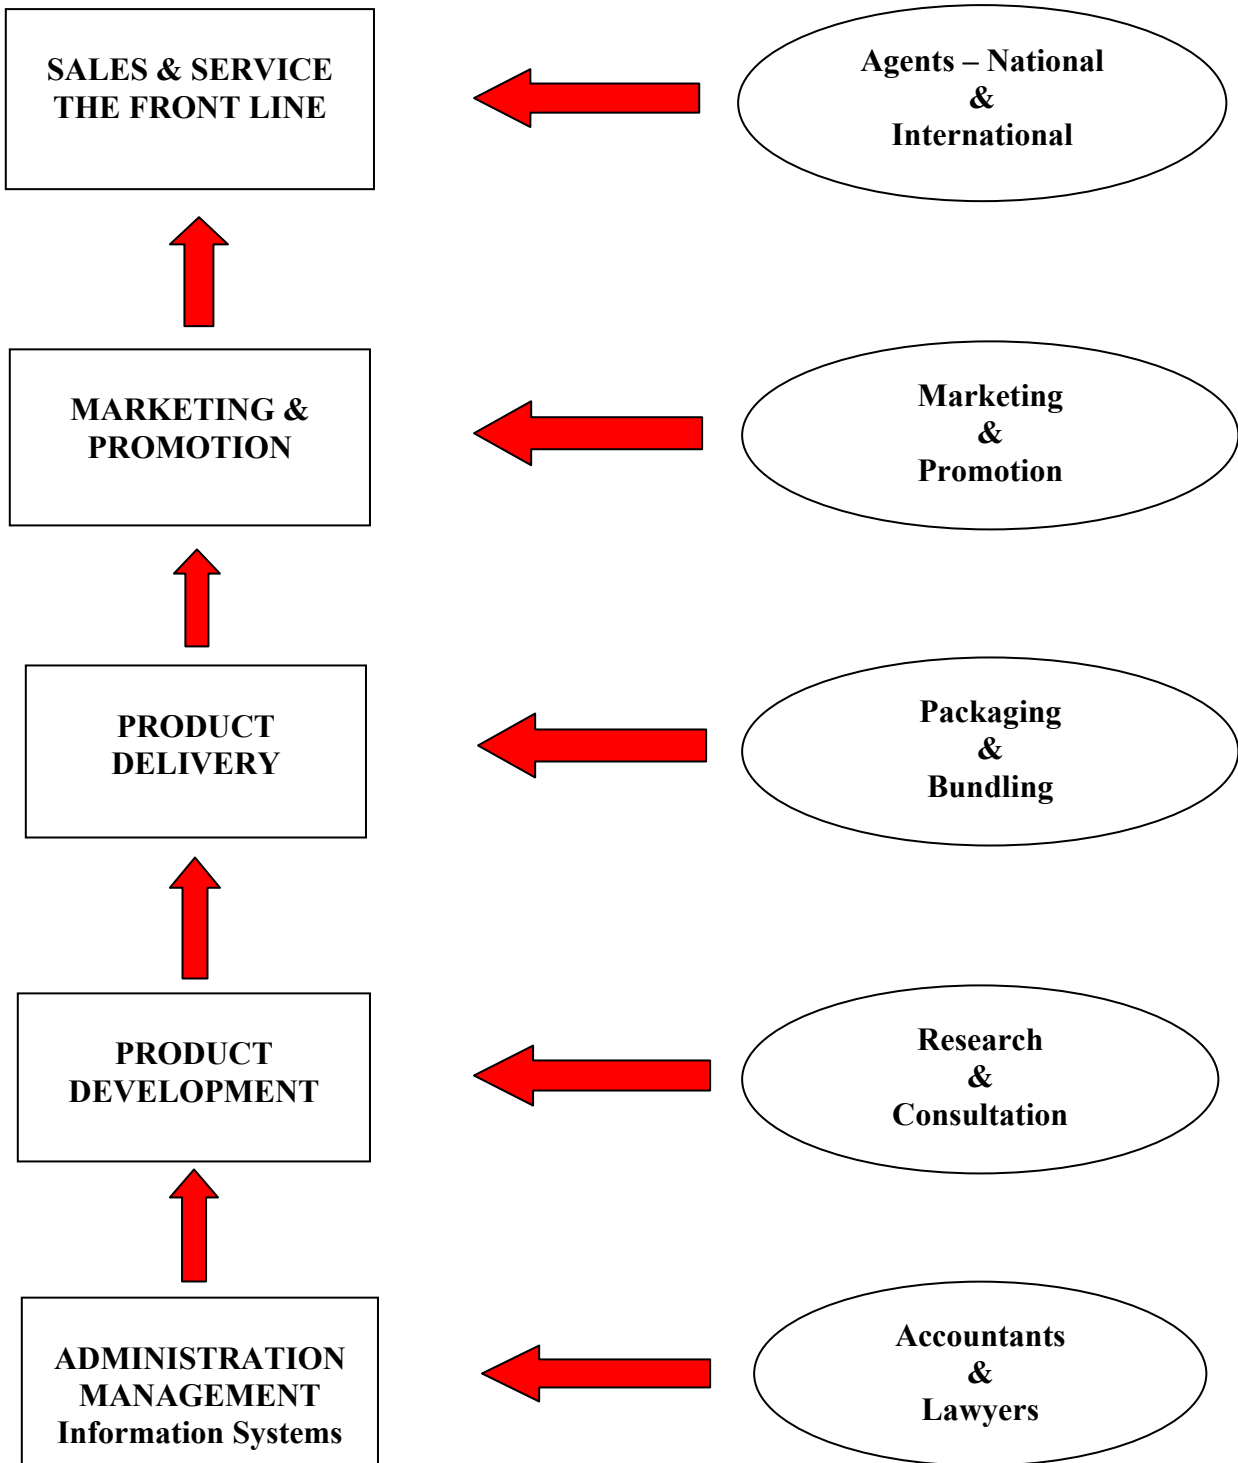 SALES & SERVICE
THE FRONT LINE
Agents – National
&
International
MARKETING &
PROMOTION
Marketing
&
Promotion
PRODUCT
DELIVERY
Packaging
&
Bundling
PRODUCT
DEVELOPMENT
Research
&
Consultation
ADMINISTRATION
MANAGEMENT
Information Systems
Accountants
&
Lawyers